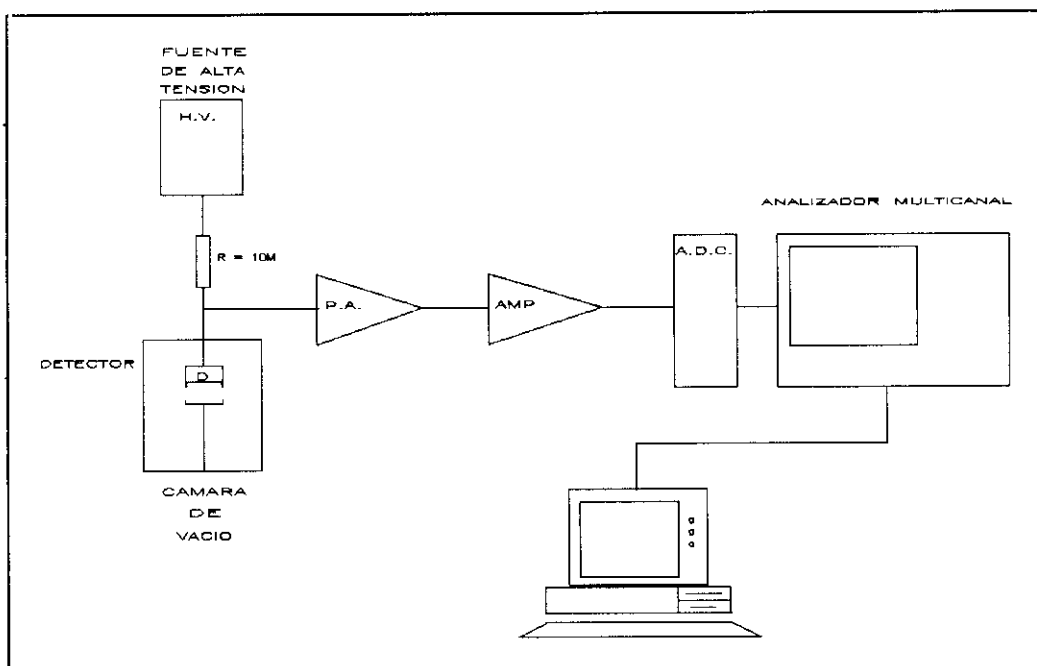 FUENTE
DE ALTA
TENSION
H.V.
R = 10M
ANALIZADOR MULTICANAL
A.D.C.
P.A.
AMP
DETECTOR
D
CAMARA
DE
VACIO